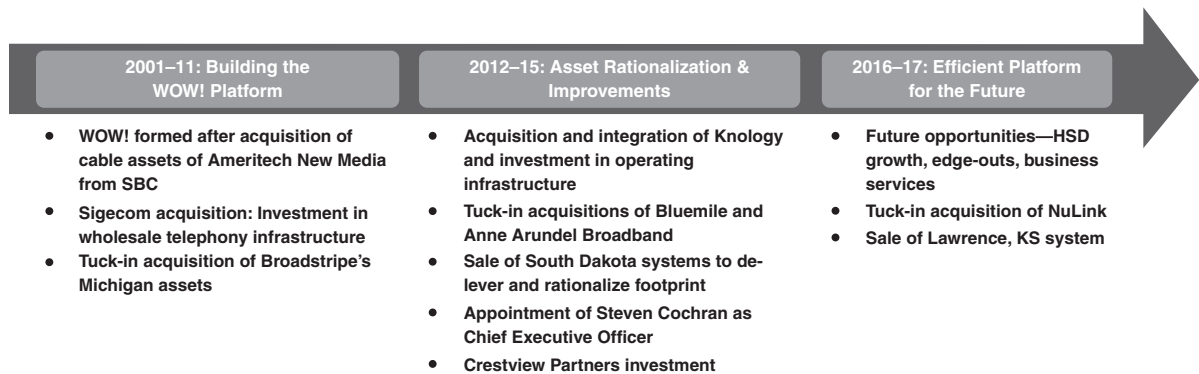 2001–11: Building the
WOW! Platform
• WOW! formed after acquisition of
cable assets of Ameritech New Media
from SBC
• Sigecom acquisition: Investment in
wholesale telephony infrastructure
• Tuck-in acquisition of Broadstripe's
Michigan assets
2012–15: Asset Rationalization &
Improvements
• Acquisition and integration of Knology
and investment in operating
infrastructure
• Tuck-in acquisitions of Bluemile and
Anne Arundel Broadband
• Sale of South Dakota systems to de-
lever and rationalize footprint
• Appointment of Steven Cochran as
Chief Executive Officer
• Crestview Partners investment
2016–17: Efficient Platform
for the Future
• Future opportunities—HSD
growth, edge-outs, business
services
• Tuck-in acquisition of NuLink
• Sale of Lawrence, KS system